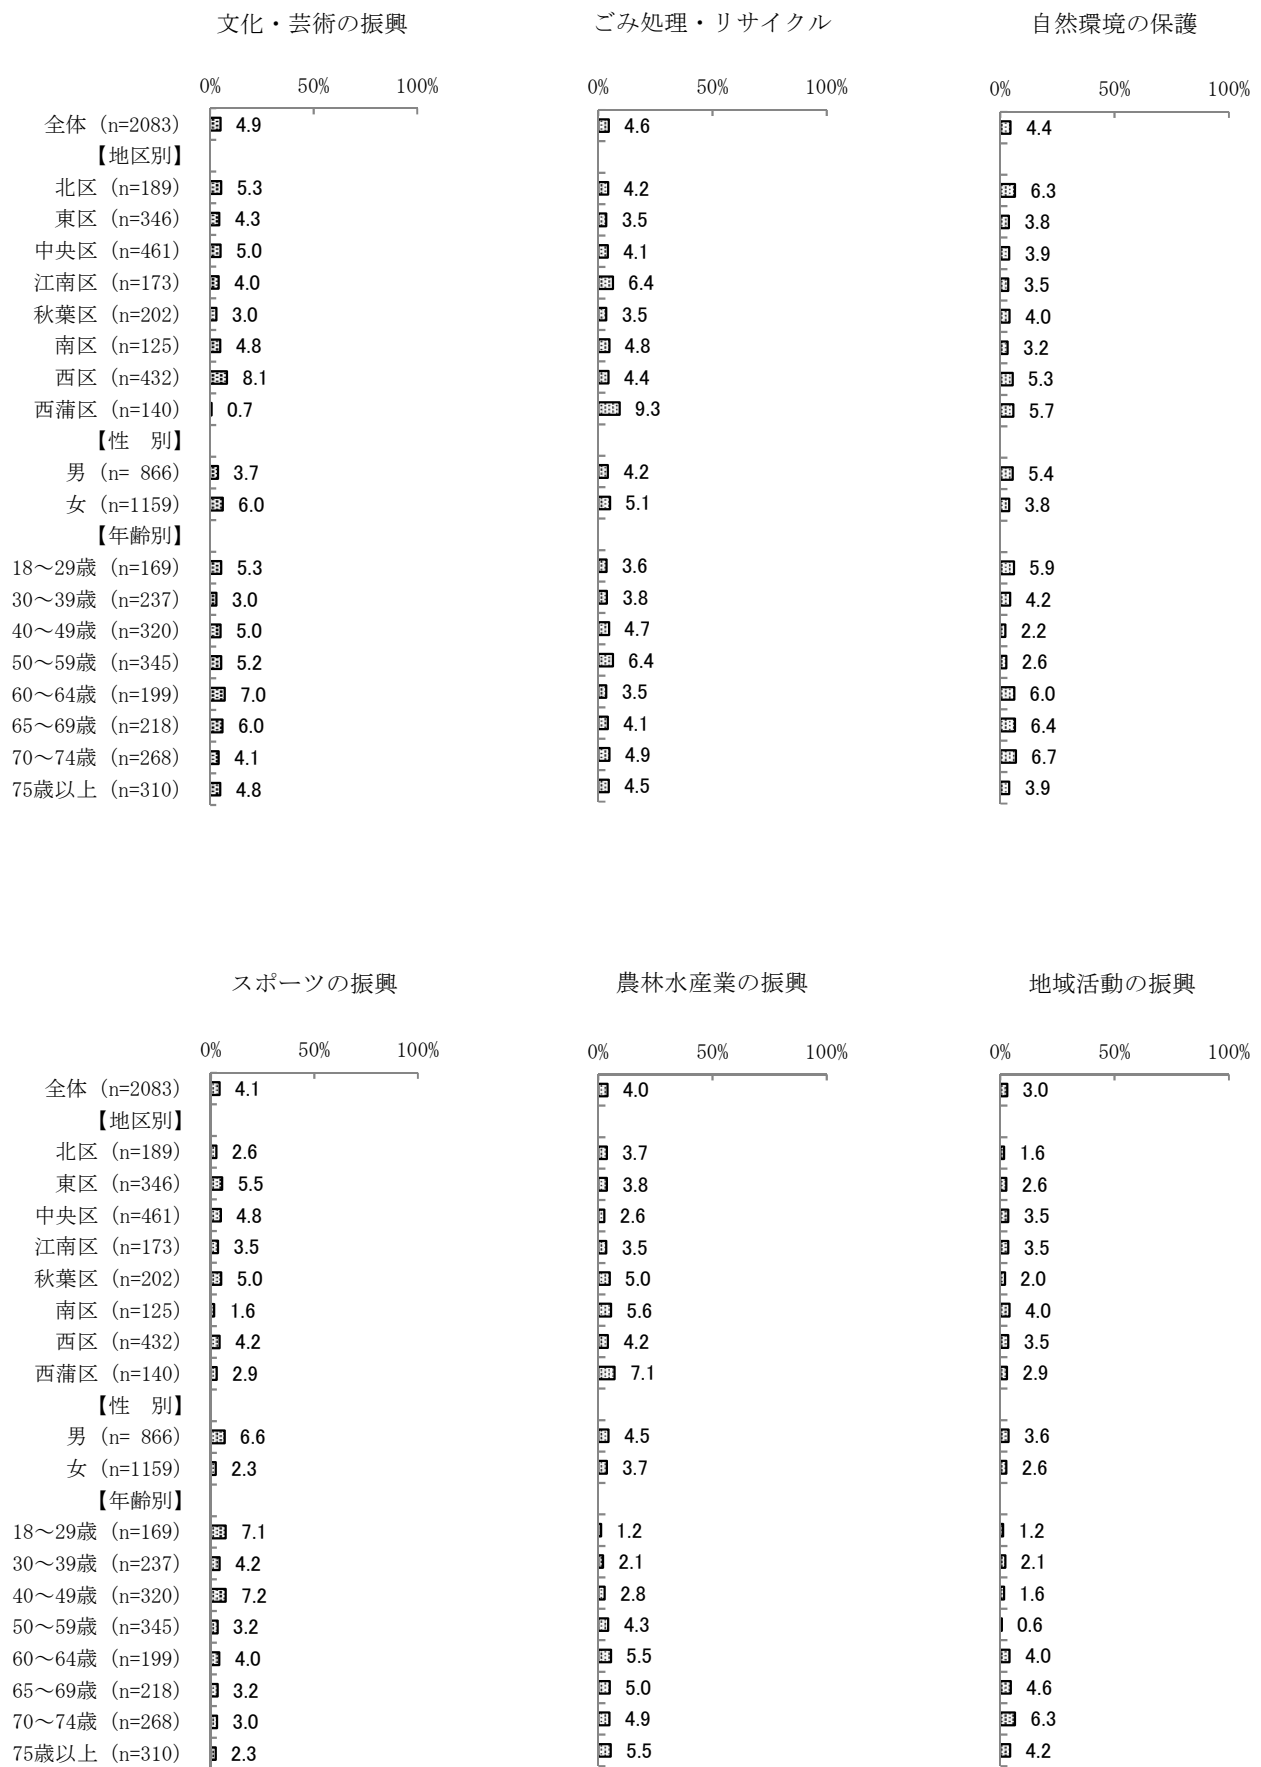 文化・芸術の振興 ごみ処理・リサイクル 自然環境の保護
0% 50% 100% 0% 50% 100% 0% 50% 100%
全体 (n=2083) 4.9 4.6 4.4
【地区別】
北区 (n=189) 5.3 4.2 6.3
東区 (n=346) 4.3 3.5 3.8
中央区 (n=461) 5.0 4.1 3.9
江南区 (n=173) 4.0 6.4 3.5
秋葉区 (n=202) 3.0 3.5 4.0
南区 (n=125) 4.8 4.8 3.2
西区 (n=432) 8.1 4.4 5.3
西蒲区 (n=140) 0.7 9.3 5.7
【性　別】
男 (n= 866) 3.7 4.2 5.4
女 (n=1159) 6.0 5.1 3.8
【年齢別】
18～29歳 (n=169) 5.3 3.6 5.9
30～39歳 (n=237) 3.0 3.8 4.2
40～49歳 (n=320) 5.0 4.7 2.2
50～59歳 (n=345) 5.2 6.4 2.6
60～64歳 (n=199) 7.0 3.5 6.0
65～69歳 (n=218) 6.0 4.1 6.4
70～74歳 (n=268) 4.1 4.9 6.7
75歳以上 (n=310) 4.8 4.5 3.9
スポーツの振興 農林水産業の振興 地域活動の振興
0% 50% 100% 0% 50% 100% 0% 50% 100%
全体 (n=2083) 4.1 4.0 3.0
【地区別】
北区 (n=189) 2.6 3.7 1.6
東区 (n=346) 5.5 3.8 2.6
中央区 (n=461) 4.8 2.6 3.5
江南区 (n=173) 3.5 3.5 3.5
秋葉区 (n=202) 5.0 5.0 2.0
南区 (n=125) 1.6 5.6 4.0
西区 (n=432) 4.2 4.2 3.5
西蒲区 (n=140) 2.9 7.1 2.9
【性　別】
男 (n= 866) 6.6 4.5 3.6
女 (n=1159) 2.3 3.7 2.6
【年齢別】
18～29歳 (n=169) 7.1 1.2 1.2
30～39歳 (n=237) 4.2 2.1 2.1
40～49歳 (n=320) 7.2 2.8 1.6
50～59歳 (n=345) 3.2 4.3 0.6
60～64歳 (n=199) 4.0 5.5 4.0
65～69歳 (n=218) 3.2 5.0 4.6
70～74歳 (n=268) 3.0 4.9 6.3
75歳以上 (n=310) 2.3 5.5 4.2